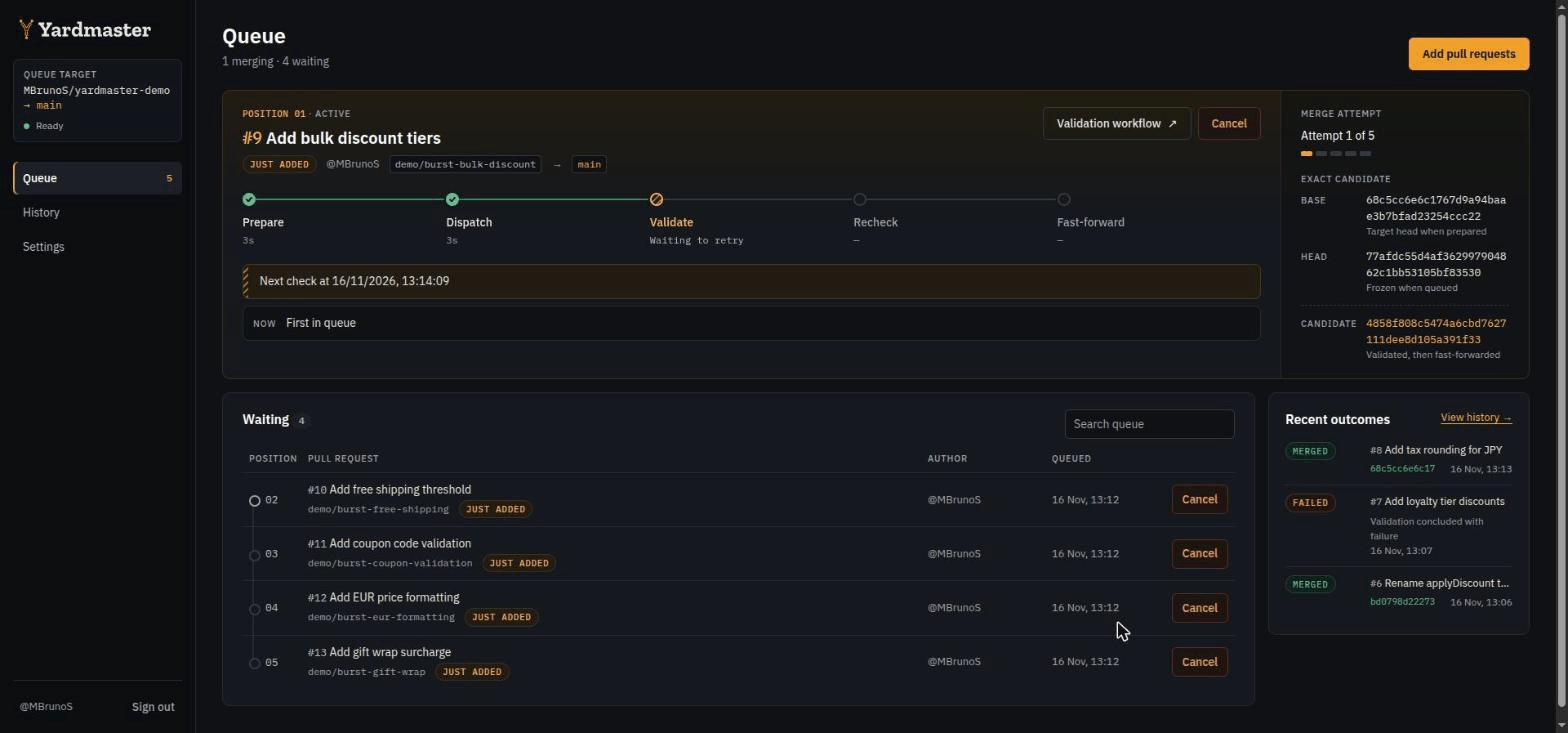 Yardmaster
QUEUE TARGET
MBrunoS/yardmaster-demo
→ main
Ready
Queue 5
History
Settings
@MBrunoS Sign out
Queue
1 merging · 4 waiting
Add pull requests
POSITION 01 · ACTIVE
#9 Add bulk discount tiers
JUST ADDED @MBrunoS demo/burst-bulk-discount → main
Validation workflow ↗ Cancel
Prepare Dispatch Validate Recheck Fast-forward
3s 3s Waiting to retry — —
Next check at 16/11/2026, 13:14:09
NOW First in queue
MERGE ATTEMPT
Attempt 1 of 5
EXACT CANDIDATE
BASE 68c5cc6e6c1767d9a94baa
e3b7bfad23254ccc22
Target head when prepared
HEAD 77afdc55d4af3629979048
62c1bb53105bf83530
Frozen when queued
CANDIDATE 4858f808c5474a6cbd7627
111dee8d105a391f33
Validated, then fast-forwarded
Waiting 4
Search queue
POSITION PULL REQUEST AUTHOR QUEUED
02 #10 Add free shipping threshold @MBrunoS 16 Nov, 13:12 Cancel
demo/burst-free-shipping JUST ADDED
03 #11 Add coupon code validation @MBrunoS 16 Nov, 13:12 Cancel
demo/burst-coupon-validation JUST ADDED
04 #12 Add EUR price formatting @MBrunoS 16 Nov, 13:12 Cancel
demo/burst-eur-formatting JUST ADDED
05 #13 Add gift wrap surcharge @MBrunoS 16 Nov, 13:12 Cancel
demo/burst-gift-wrap JUST ADDED
Recent outcomes View history →
MERGED #8 Add tax rounding for JPY
68c5cc6e6c17 16 Nov, 13:13
FAILED #7 Add loyalty tier discounts
Validation concluded with
failure
16 Nov, 13:07
MERGED #6 Rename applyDiscount t...
bd0798d22273 16 Nov, 13:06